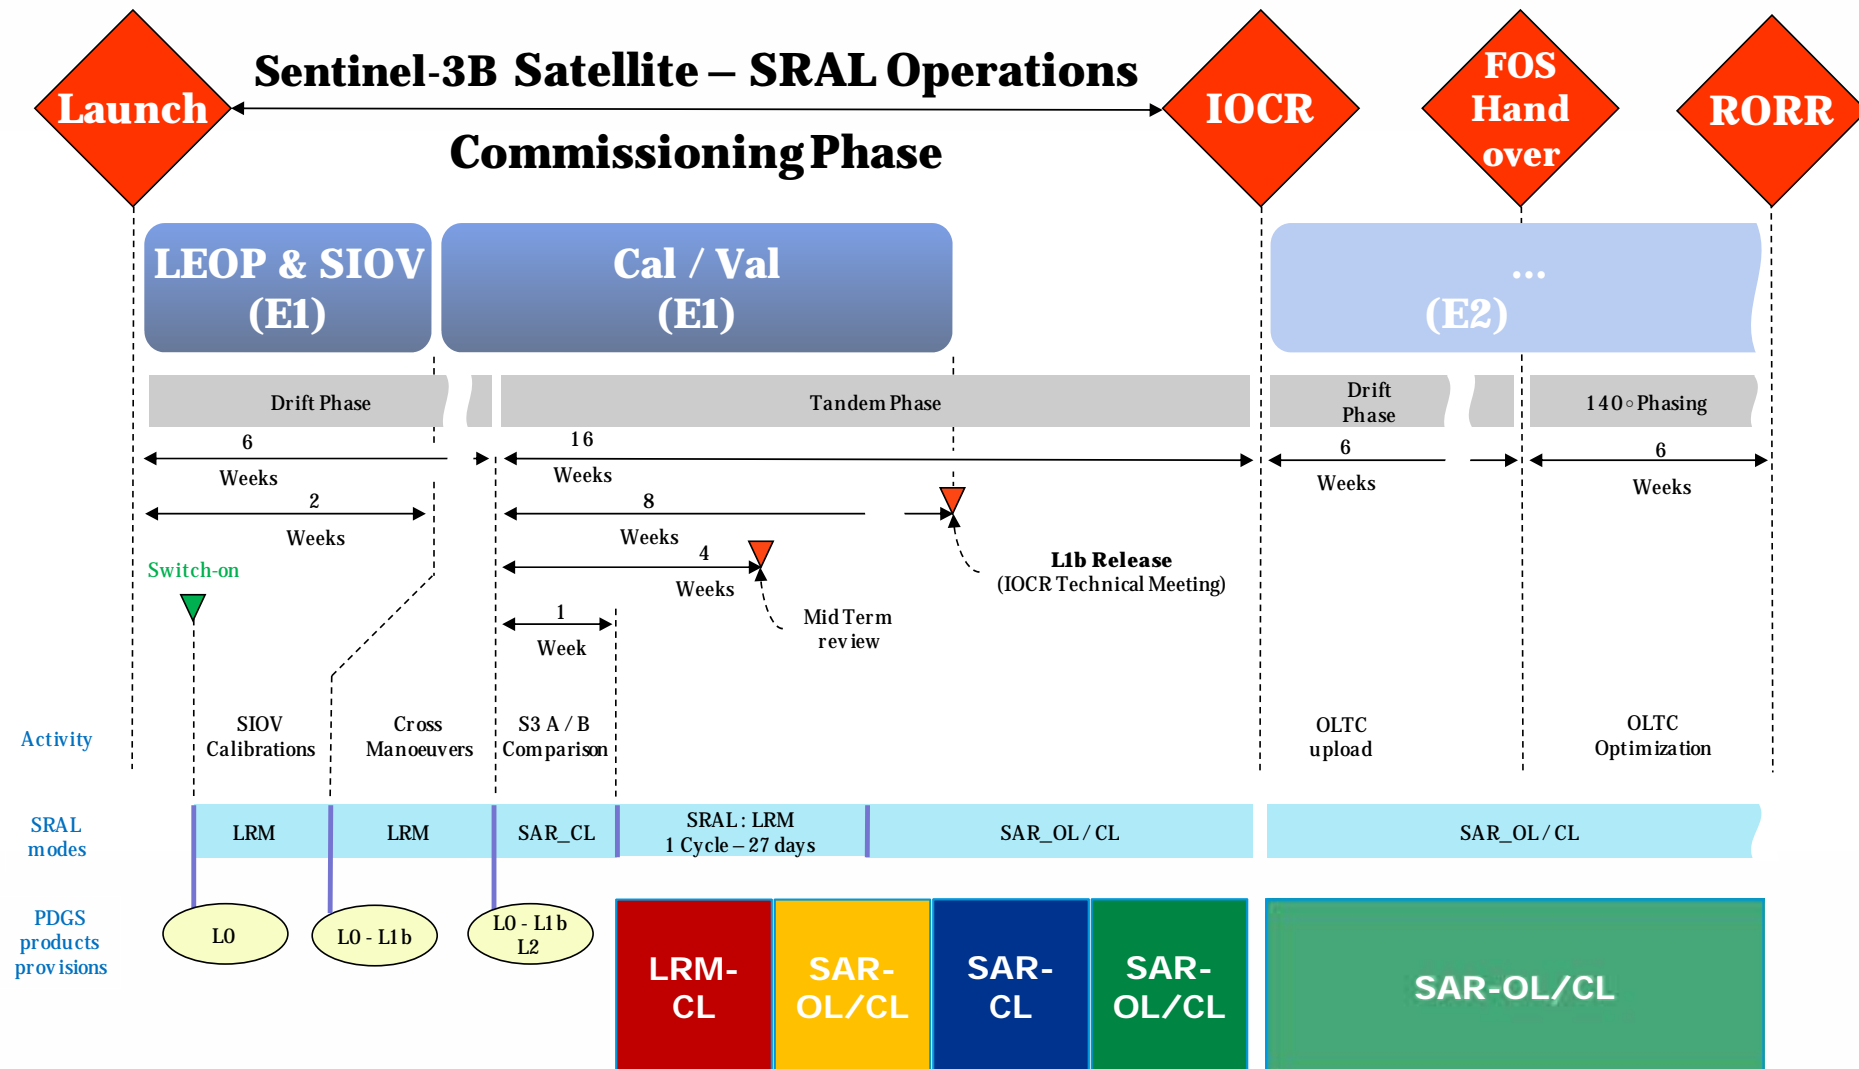 Sentinel-3B Satellite – SRAL Operations
Commissioning Phase
Launch
IOCR
FOS
Hand
over
RORR
LEOP & SIOV
(E1)
Cal / Val
(E1)
...
(E2)
Drift Phase
Tandem Phase
Drift
Phase
140◦Phasing
6
Weeks
16
Weeks
6
Weeks
6
Weeks
2
Weeks
8
Weeks
4
Weeks
1
Week
Switch-on
L1b Release
(IOCR Technical Meeting)
Mid Term
review
Activity
SIOV
Calibrations
Cross
Manoeuvers
S3 A / B
Comparison
OLTC
upload
OLTC
Optimization
SRAL
modes
LRM
LRM
SAR_CL
SRAL : LRM
1 Cycle – 27 days
SAR_OL / CL
SAR_OL / CL
PDGS
products
provisions
L0
L0 - L1b
L0 - L1b
L2
LRM-
CL
SAR-
OL/CL
SAR-
CL
SAR-
OL/CL
SAR-OL/CL